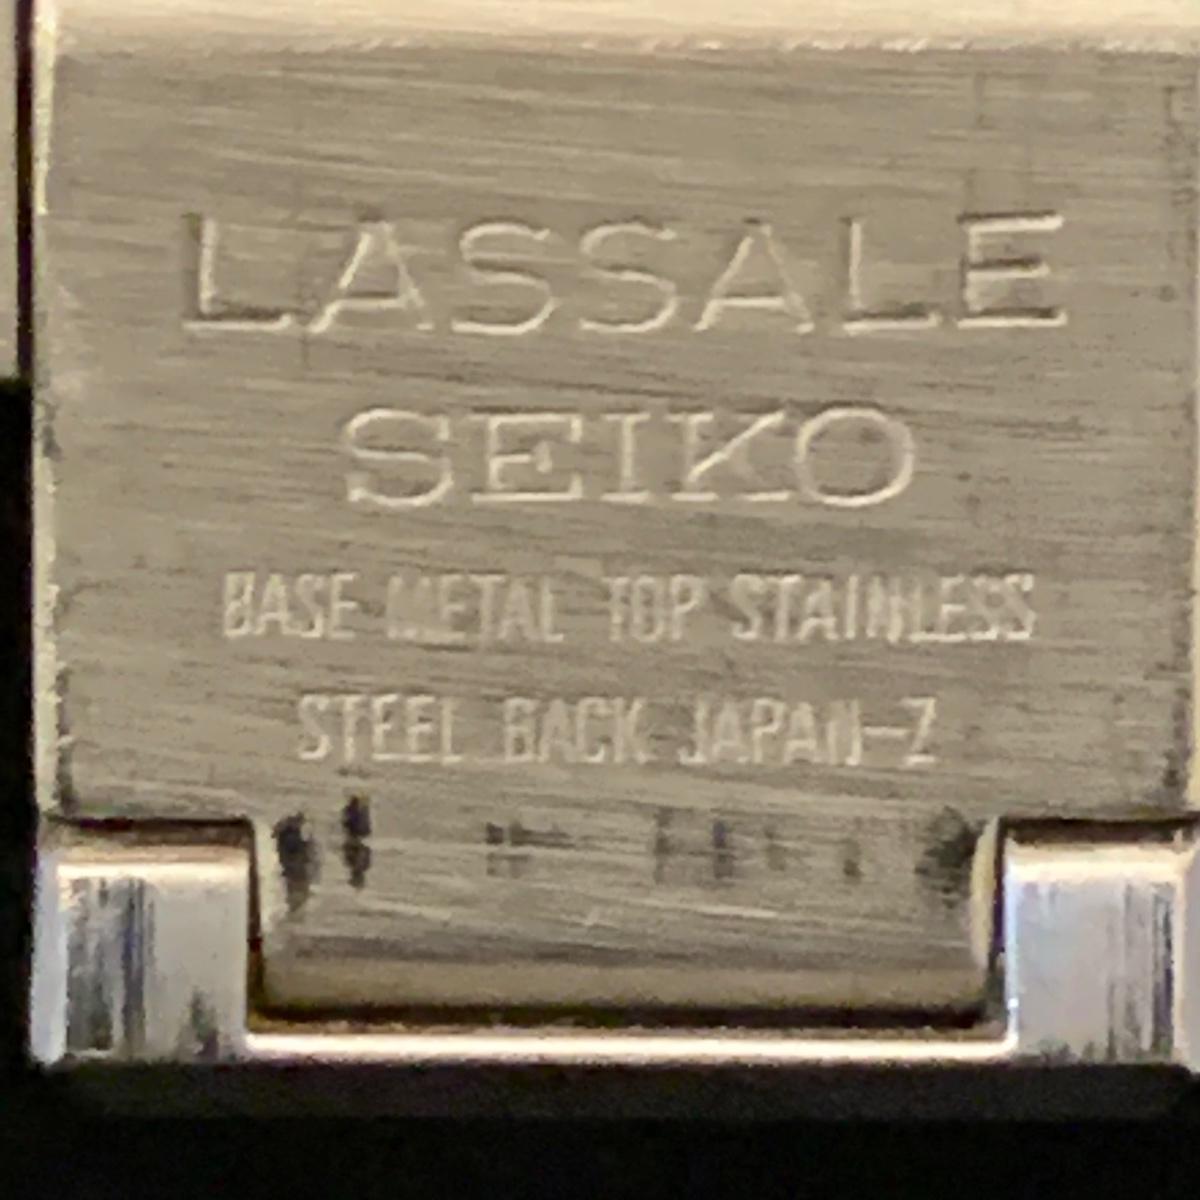 LASSALE
SEIKO
BASE METAL TOP STAINLESS
STEEL BACK JAPAN-Z